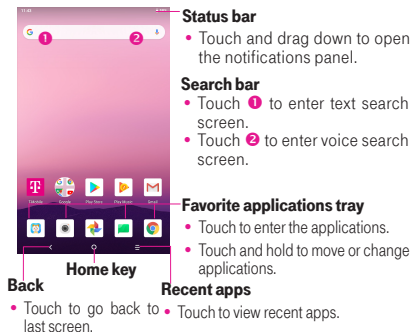 Status bar
• Touch and drag down to open
the notifications panel.
Search bar
• Touch ❶ to enter text search
screen.
• Touch ❷ to enter voice search
screen.
G ❶ ❷
T-Mobile Google Play Store Play Music Gmail
Favorite applications tray
• Touch to enter the applications.
• Touch and hold to move or change
applications.
Home key
Back
• Touch to go back to
last screen.
Recent apps
• Touch to view recent apps.